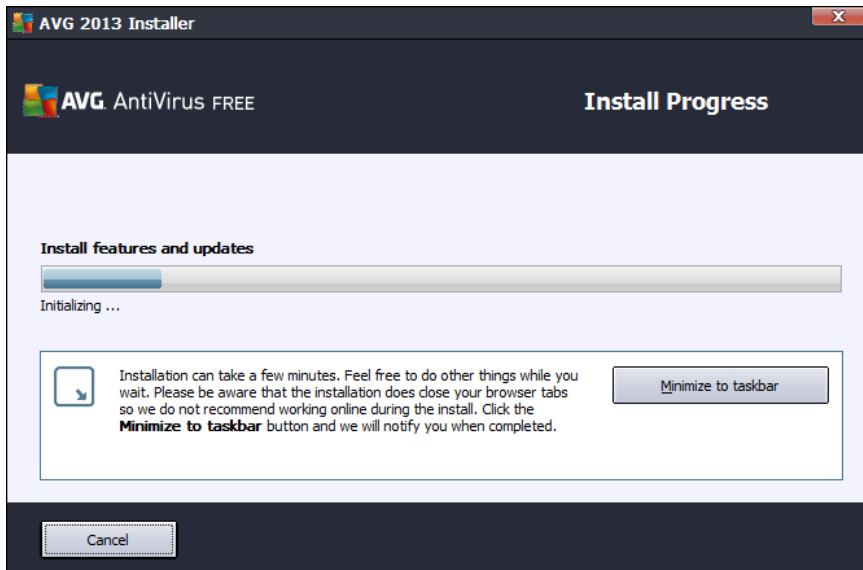 AVG 2013 Installer
AVG. AntiVirus FREE
Install Progress
Install features and updates
Initializing ...
Installation can take a few minutes. Feel free to do other things while you
wait. Please be aware that the installation does close your browser tabs
so we do not recommend working online during the install. Click the
Minimize to taskbar button and we will notify you when completed.
Minimize to taskbar
Cancel